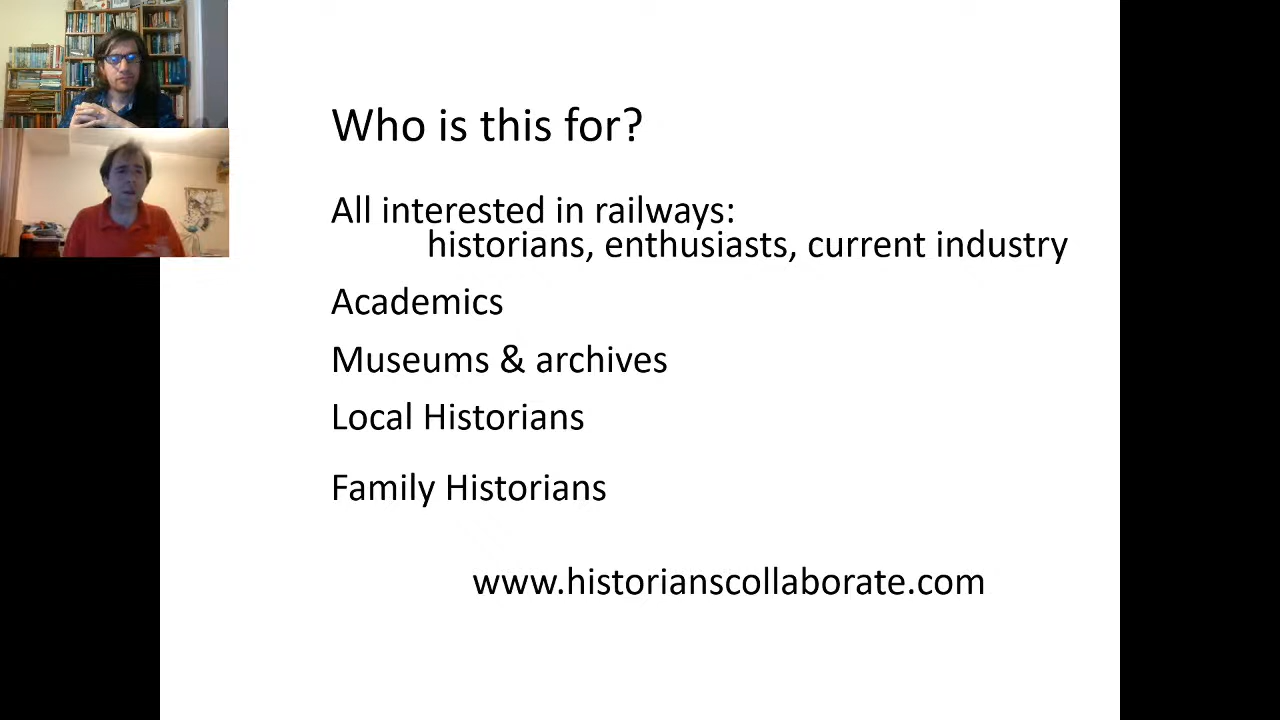 Who is this for?
All interested in railways:
historians, enthusiasts, current industry
Academics
Museums & archives
Local Historians
Family Historians
www.historianscollaborate.com